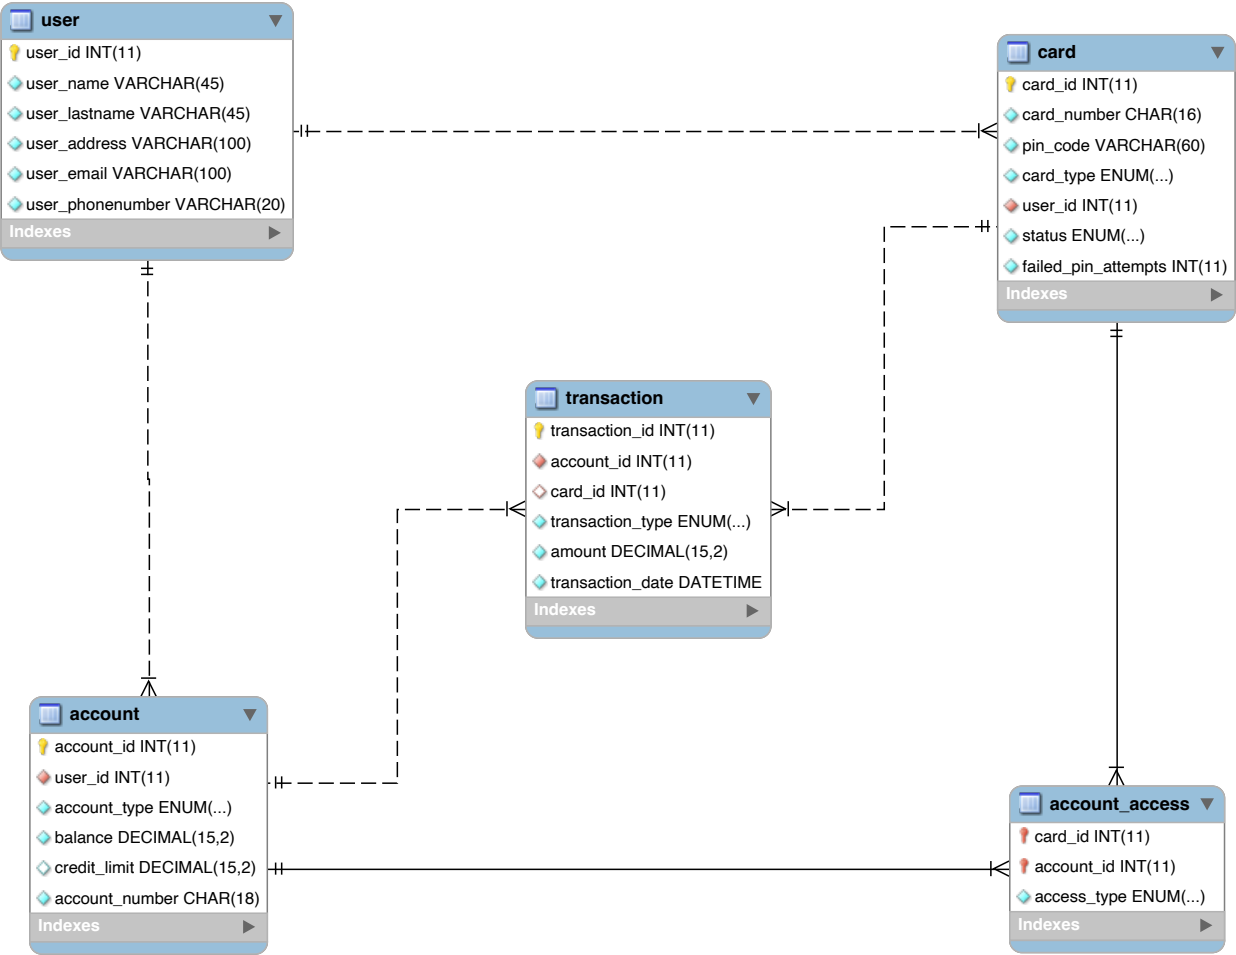 user
user_id INT(11)
user_name VARCHAR(45)
user_lastname VARCHAR(45)
user_address VARCHAR(100)
user_email VARCHAR(100)
user_phonenumber VARCHAR(20)
Indexes
card
card_id INT(11)
card_number CHAR(16)
pin_code VARCHAR(60)
card_type ENUM(...)
user_id INT(11)
status ENUM(...)
failed_pin_attempts INT(11)
Indexes
transaction
transaction_id INT(11)
account_id INT(11)
card_id INT(11)
transaction_type ENUM(...)
amount DECIMAL(15,2)
transaction_date DATETIME
Indexes
account
account_id INT(11)
user_id INT(11)
account_type ENUM(...)
balance DECIMAL(15,2)
credit_limit DECIMAL(15,2)
account_number CHAR(18)
Indexes
account_access
card_id INT(11)
account_id INT(11)
access_type ENUM(...)
Indexes